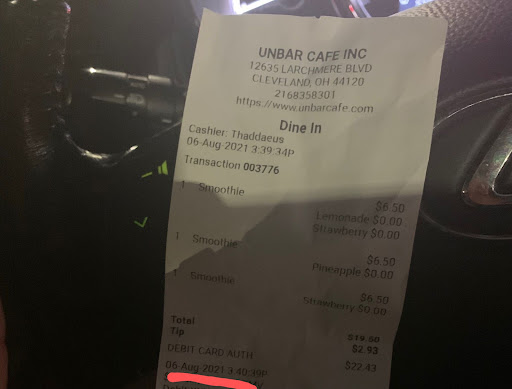 UNBAR CAFE INC
12635 LARCHMERE BLVD
CLEVELAND, OH 44120
2168358301
https://www.unbarcafe.com
Dine In
Cashier: Thaddaeus
06-Aug 2021 3:39:34P
Transaction 003776
1 Smoothie $6.50
Lemonade $0.00
Strawberry $0.00
1 Smoothie $6.50
Pineapple $0.00
1 Smoothie $6.50
Strawberry $0.00
Total $19.50
Tip $2.93
DEBIT CARD AUTH $22.43
06-Aug 2021 3:40:39P